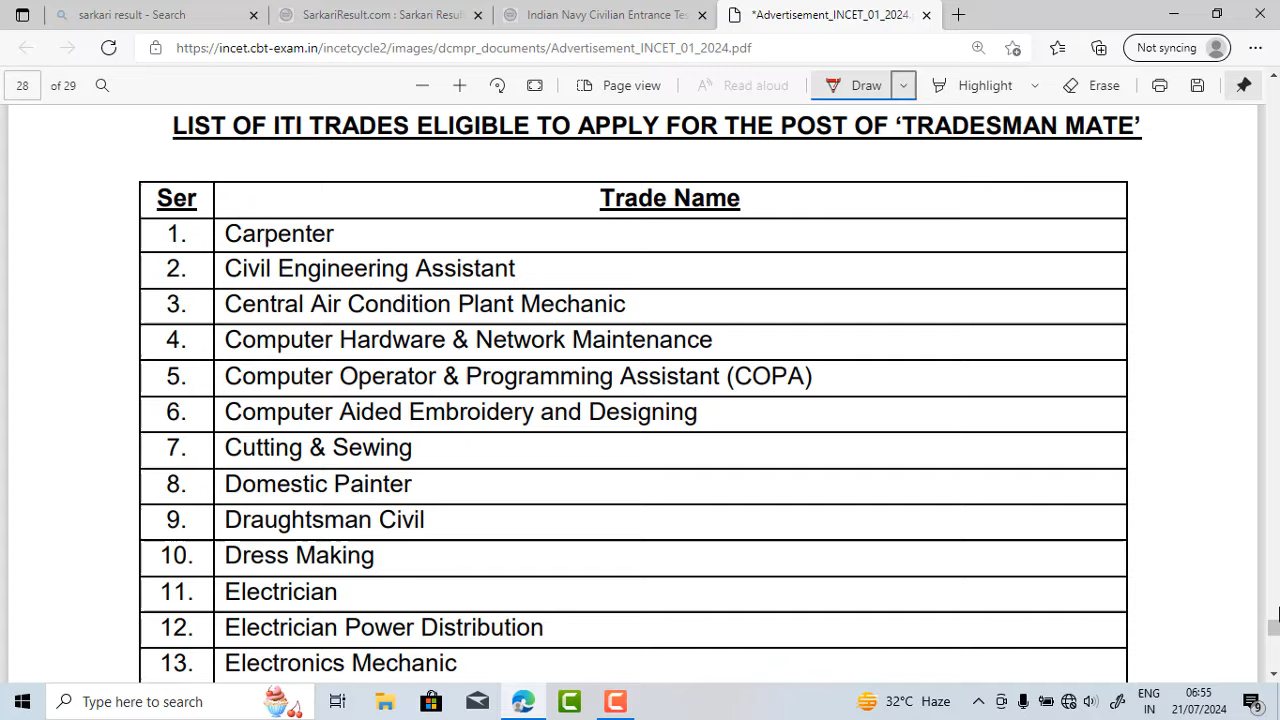 sarkari result - Search
SarkariResult.com : Sarkari Resul
Indian Navy Civilian Entrance Tes
*Advertisement_INCET_01_2024.
https://incet.cbt-exam.in/incetcycle2/images/dcmpr_documents/Advertisement_INCET_01_2024.pdf
Not syncing
28 of 29
Page view
Read aloud
Draw
Highlight
Erase
LIST OF ITI TRADES ELIGIBLE TO APPLY FOR THE POST OF ‘TRADESMAN MATE’
Ser Trade Name
1. Carpenter
2. Civil Engineering Assistant
3. Central Air Condition Plant Mechanic
4. Computer Hardware & Network Maintenance
5. Computer Operator & Programming Assistant (COPA)
6. Computer Aided Embroidery and Designing
7. Cutting & Sewing
8. Domestic Painter
9. Draughtsman Civil
10. Dress Making
11. Electrician
12. Electrician Power Distribution
13. Electronics Mechanic
Type here to search
32°C Haze
ENG
IN
06:55
21/07/2024
9